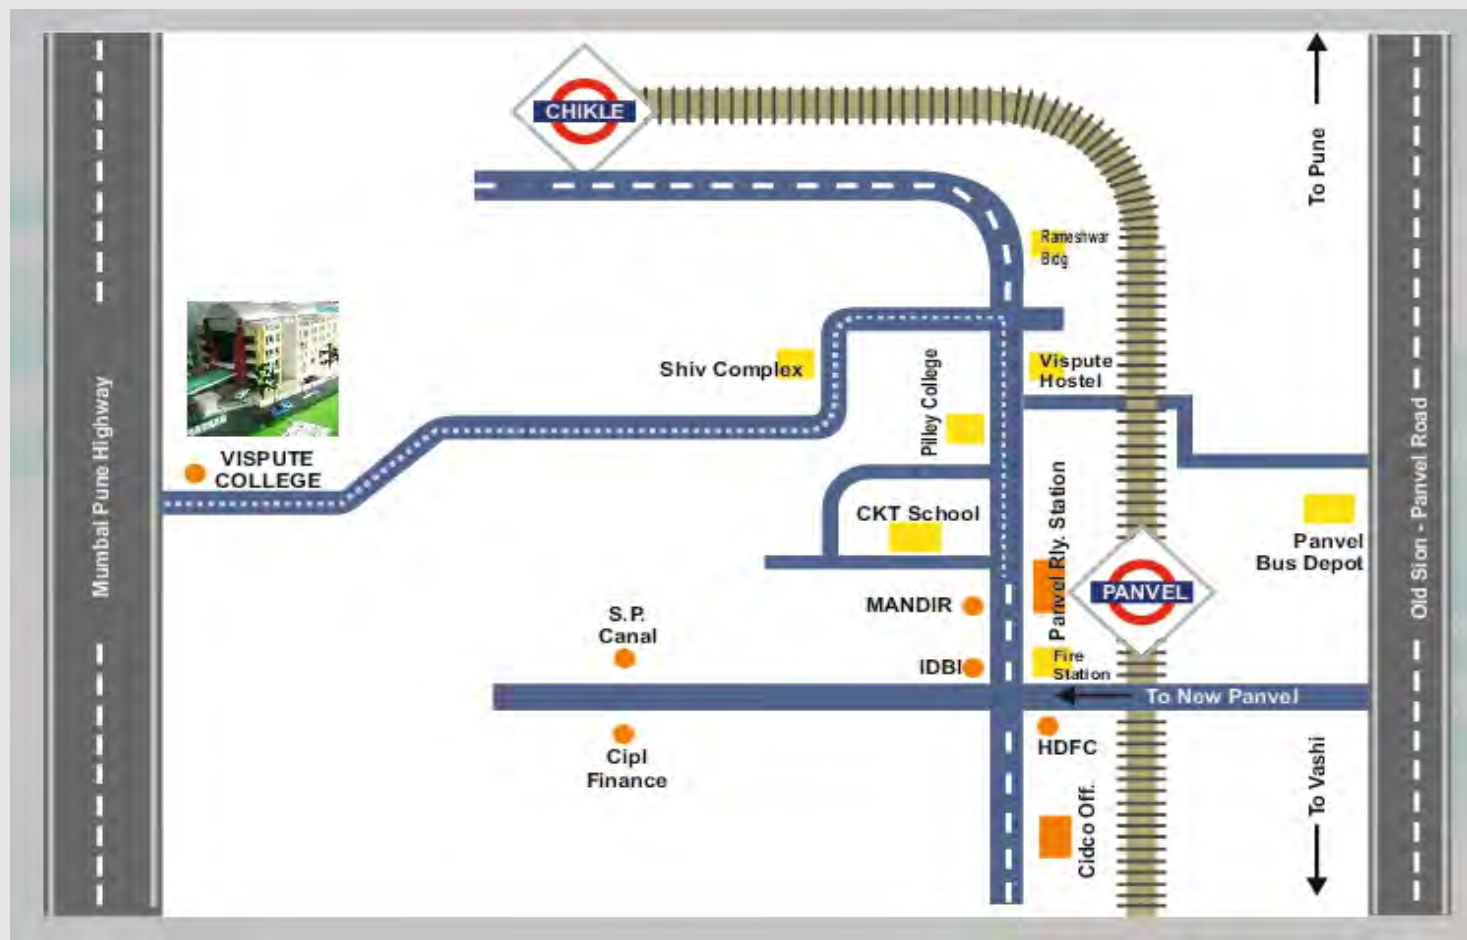 CHIKLE
To Pune
Rameshwar
Bldg
Shiv Complex
Pilley College
Vispute
Hostel
Mumbai Pune Highway
VISPUTE
COLLEGE
Old Sion - Panvel Road
CKT School
Panvel Rly. Station
Panvel
Bus Depot
PANVEL
MANDIR
S.P.
Canal
IDBI
Fire
Station
To New Panvel
HDFC
Cipl
Finance
To Vashi
Cidco Off.